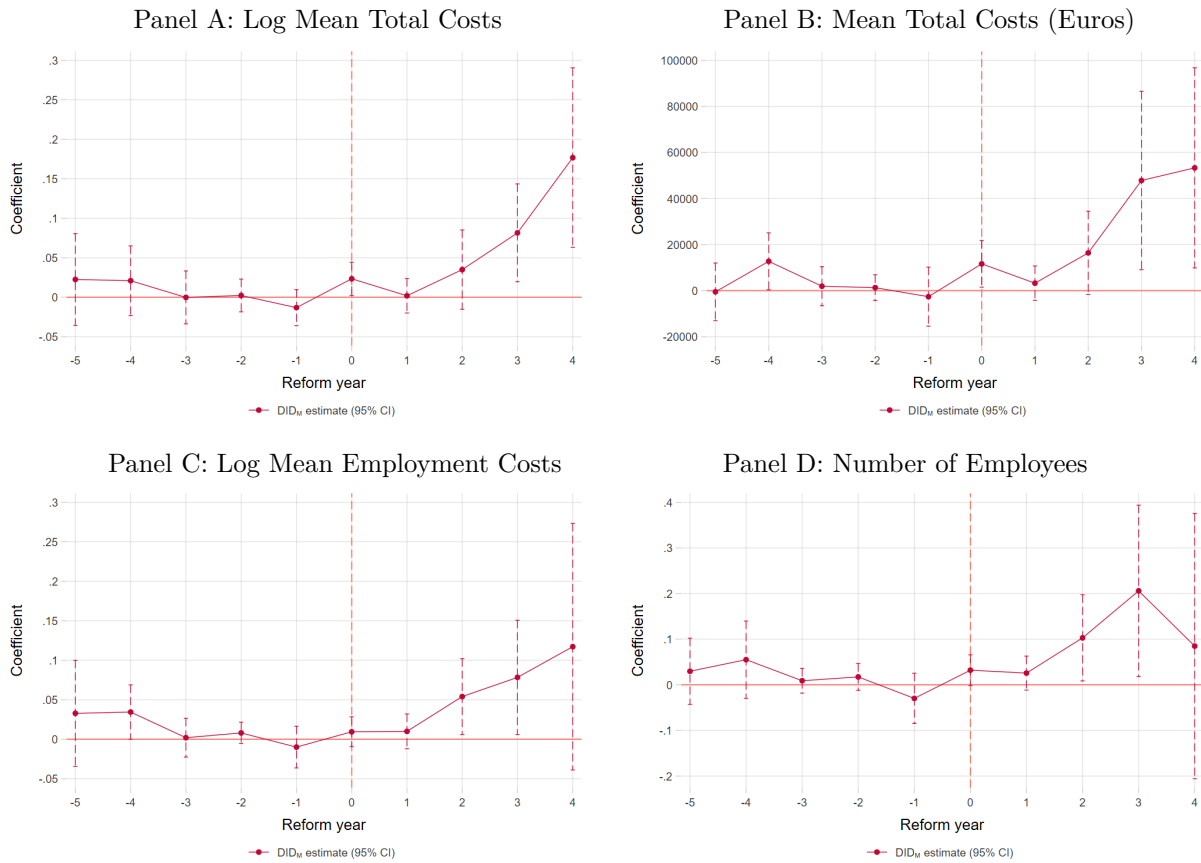 Panel A: Log Mean Total Costs
.3
.25
.2
.15
.1
.05
0
-.05
Coefficient
-5 -4 -3 -2 -1 0 1 2 3 4
Reform year
DIDM estimate (95% CI)
Panel B: Mean Total Costs (Euros)
100000
80000
60000
40000
20000
0
-20000
Coefficient
-5 -4 -3 -2 -1 0 1 2 3 4
Reform year
DIDM estimate (95% CI)
Panel C: Log Mean Employment Costs
.3
.25
.2
.15
.1
.05
0
-.05
Coefficient
-5 -4 -3 -2 -1 0 1 2 3 4
Reform year
DIDM estimate (95% CI)
Panel D: Number of Employees
.4
.3
.2
.1
0
-.1
-.2
Coefficient
-5 -4 -3 -2 -1 0 1 2 3 4
Reform year
DIDM estimate (95% CI)